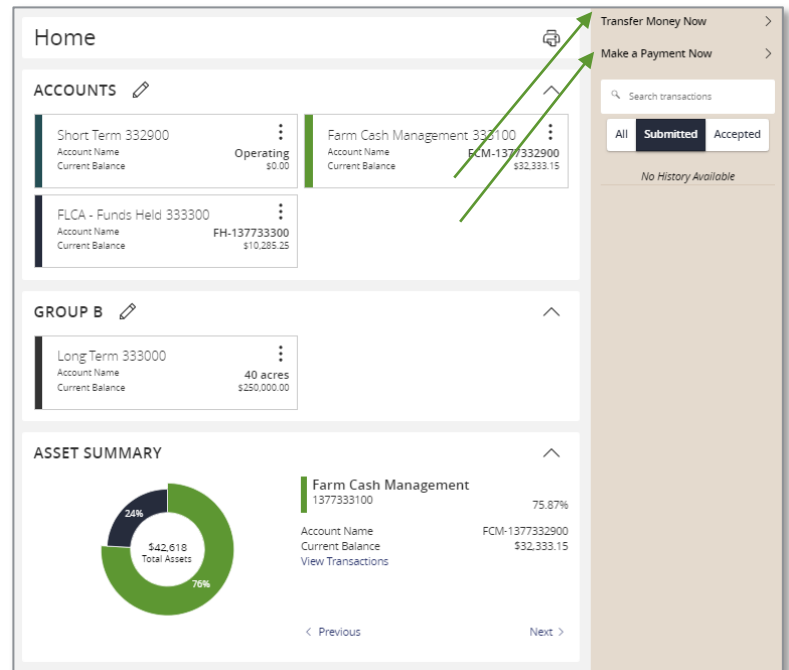 Home
ACCOUNTS
Short Term 332900
Account Name Operating
Current Balance $0.00
Farm Cash Management 333100
Account Name FCM-1377332900
Current Balance $32,333.15
FLCA - Funds Held 333300
Account Name FH-137733300
Current Balance $10,285.25
GROUP B
Long Term 333000
Account Name 40 acres
Current Balance $250,000.00
ASSET SUMMARY
24%
$42,618
Total Assets
76%
Farm Cash Management
1377333100 75.87%
Account Name FCM-1377332900
Current Balance $32,333.15
View Transactions
< Previous Next >
Transfer Money Now >
Make a Payment Now >
Search transactions
All Submitted Accepted
No History Available